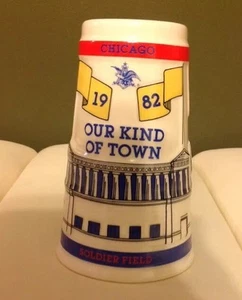 CHICAGO
19 82
OUR KIND
OF TOWN
SOLDIER FIELD